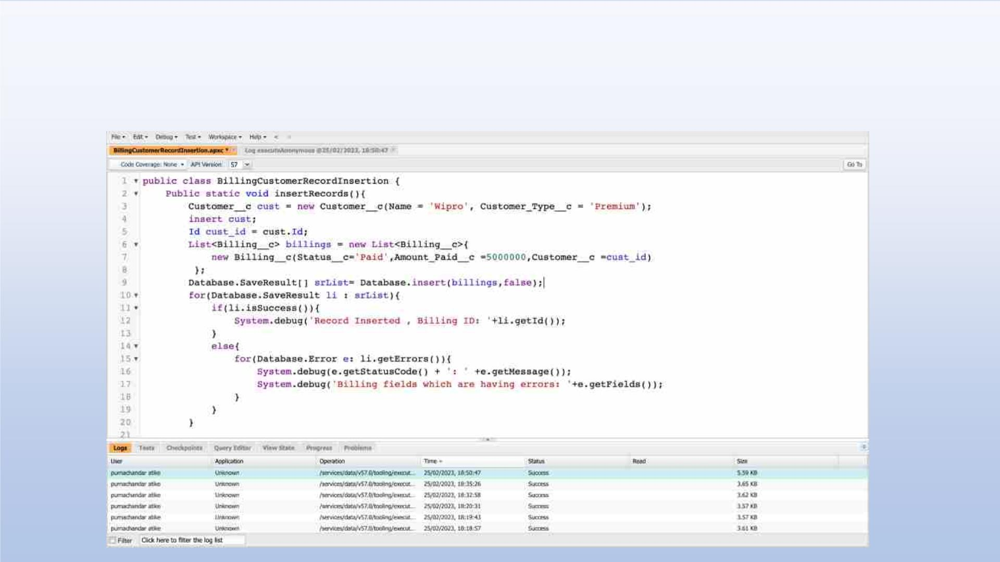 File Edit Debug Test Workspace Help < >
BillingCustomerRecordInsertion.apxc * Log executeAnonymous @25/02/2023, 18:50:47
Code Coverage: None API Version: 57 Go To
1 public class BillingCustomerRecordInsertion {
2 Public static void insertRecords(){
3 Customer__c cust = new Customer__c(Name = 'Wipro', Customer_Type__c = 'Premium');
4 insert cust;
5 Id cust_id = cust.Id;
6 List<Billing__c> billings = new List<Billing__c>{
7 new Billing__c(Status__c='Paid',Amount_Paid__c =5000000,Customer__c =cust_id)
8 };
9 Database.SaveResult[] srList= Database.insert(billings,false);
10 for(Database.SaveResult li : srList){
11 if(li.isSuccess()){
12 System.debug('Record Inserted , Billing ID: '+li.getId());
13 }
14 else{
15 for(Database.Error e: li.getErrors()){
16 System.debug(e.getStatusCode() + ': ' +e.getMessage());
17 System.debug('Billing fields which are having errors: '+e.getFields());
18 }
19 }
20 }
21
Logs Tests Checkpoints Query Editor View State Progress Problems
User Application Operation Time Status Read Size
purnachandar atike Unknown /services/data/v57.0/tooling/execut... 25/02/2023, 18:50:47 Success 5.59 KB
purnachandar atike Unknown /services/data/v57.0/tooling/execut... 25/02/2023, 18:35:26 Success 3.65 KB
purnachandar atike Unknown /services/data/v57.0/tooling/execut... 25/02/2023, 18:32:58 Success 3.62 KB
purnachandar atike Unknown /services/data/v57.0/tooling/execut... 25/02/2023, 18:20:31 Success 3.57 KB
purnachandar atike Unknown /services/data/v57.0/tooling/execut... 25/02/2023, 18:19:43 Success 3.57 KB
purnachandar atike Unknown /services/data/v57.0/tooling/execut... 25/02/2023, 18:18:57 Success 3.61 KB
Filter Click here to filter the log list